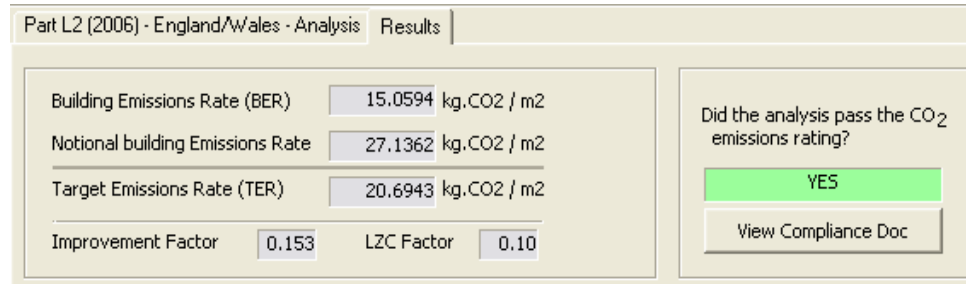 Part L2 (2006) - England/Wales - Analysis Results
Building Emissions Rate (BER) 15.0594 kg.CO2 / m2
Notional building Emissions Rate 27.1362 kg.CO2 / m2
Target Emissions Rate (TER) 20.6943 kg.CO2 / m2
Improvement Factor 0.153 LZC Factor 0.10
Did the analysis pass the CO2
emissions rating?
YES
View Compliance Doc